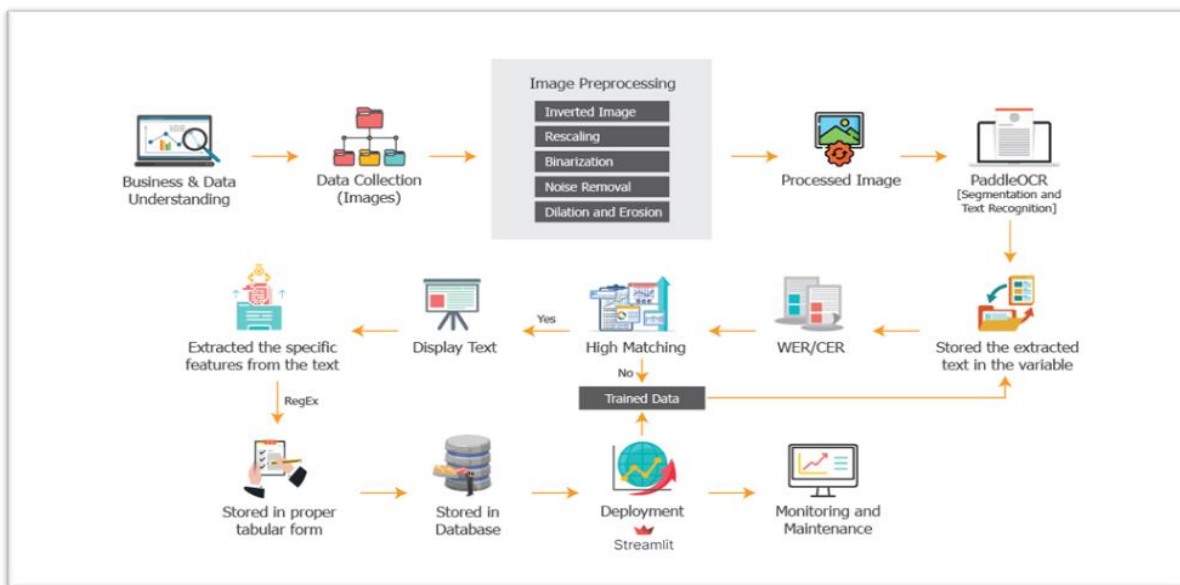 Image Preprocessing
Inverted Image
Rescaling
Binarization
Noise Removal
Dilation and Erosion
Business & Data
Understanding
Data Collection
(Images)
Processed Image
PaddleOCR
[Segmentation and
Text Recognition]
Stored the extracted
text in the variable
WER/CER
High Matching
Yes
No
Display Text
Extracted the specific
features from the text
Trained Data
RegEx
Stored in proper
tabular form
Stored in
Database
Deployment
Streamlit
Monitoring and
Maintenance